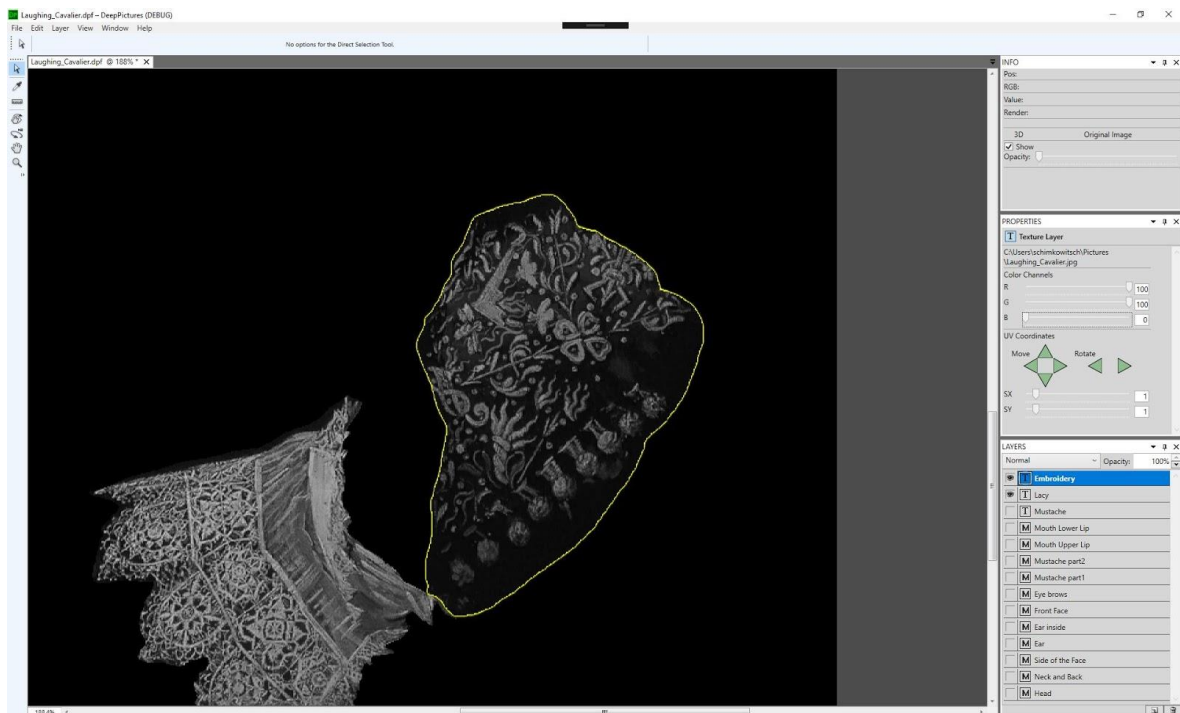 Laughing_Cavalier.dpf – DeepPictures (DEBUG)
File Edit Layer View Window Help
No options for the Direct Selection Tool.
Laughing_Cavalier.dpf @ 188% *
INFO
Pos:
RGB:
Value:
Render:
3D Original Image
Show
Opacity:
PROPERTIES
T Texture Layer
C:\Users\schimkowitsch\Pictures
\Laughing_Cavalier.jpg
Color Channels
R 100
G 100
B 0
UV Coordinates
Move Rotate
SX 1
SY 1
LAYERS
Normal Opacity: 100%
T Embroidery
T Lacy
T Mustache
M Mouth Lower Lip
M Mouth Upper Lip
M Mustache part2
M Mustache part1
M Eye brows
M Front Face
M Ear inside
M Ear
M Side of the Face
M Neck and Back
M Head